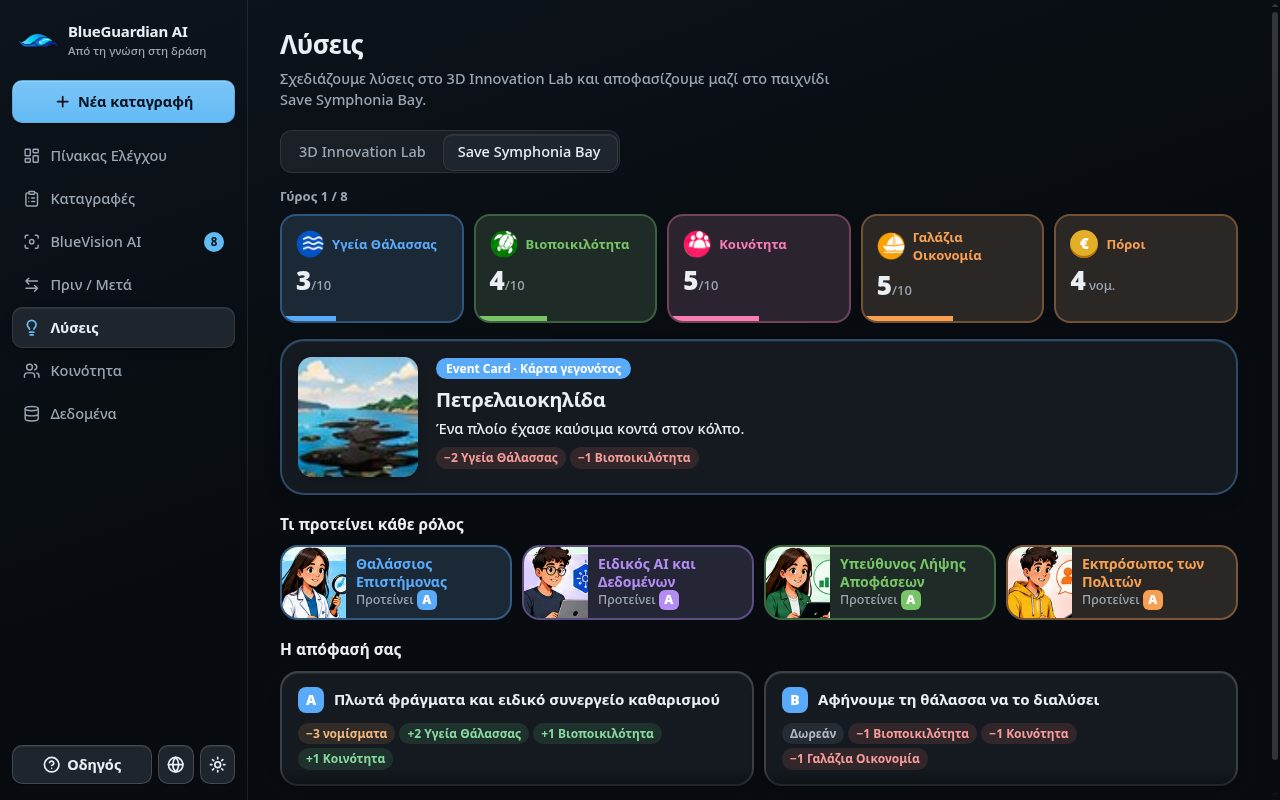 BlueGuardian AI
Από τη γνώση στη δράση
+ Νέα καταγραφή
Πίνακας Ελέγχου
Καταγραφές
BlueVision AI
8
Πριν / Μετά
Λύσεις
Κοινότητα
Δεδομένα
Οδηγός
Λύσεις
Σχεδιάζουμε λύσεις στο 3D Innovation Lab και αποφασίζουμε μαζί στο παιχνίδι
Save Symphonia Bay.
3D Innovation Lab
Save Symphonia Bay
Γύρος 1 / 8
Υγεία Θάλασσας
3/10
Βιοποικιλότητα
4/10
Κοινότητα
5/10
Γαλάζια
Οικονομία
5/10
€
Πόροι
4 νομ.
Event Card · Κάρτα γεγονότος
Πετρελαιοκηλίδα
Ένα πλοίο έχασε καύσιμα κοντά στον κόλπο.
−2 Υγεία Θάλασσας
−1 Βιοποικιλότητα
Τι προτείνει κάθε ρόλος
Θαλάσσιος
Επιστήμονας
Προτείνει A
Ειδικός AI και
Δεδομένων
Προτείνει A
Υπεύθυνος Λήψης
Αποφάσεων
Προτείνει A
Εκπρόσωπος των
Πολιτών
Προτείνει A
Η απόφασή σας
A Πλωτά φράγματα και ειδικό συνεργείο καθαρισμού
−3 νομίσματα
+2 Υγεία Θάλασσας
+1 Βιοποικιλότητα
+1 Κοινότητα
B Αφήνουμε τη θάλασσα να το διαλύσει
Δωρεάν
−1 Βιοποικιλότητα
−1 Κοινότητα
−1 Γαλάζια Οικονομία